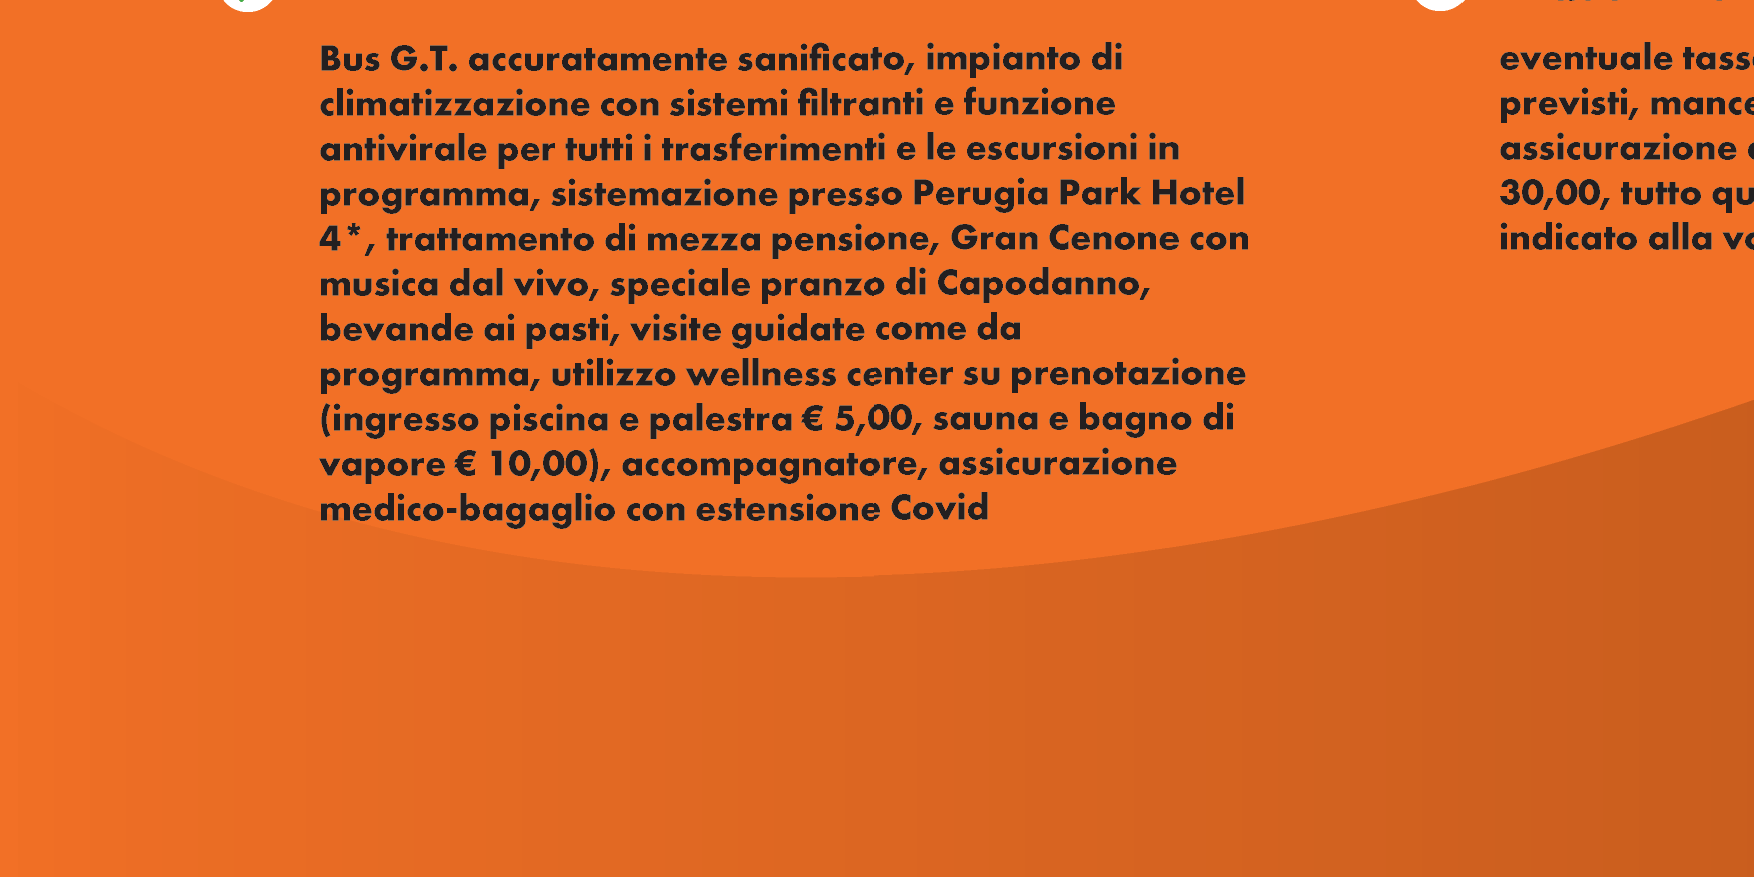 Bus G.T. accuratamente sanificato, impianto di
climatizzazione con sistemi filtranti e funzione
antivirale per tutti i trasferimenti e le escursioni in
programma, sistemazione presso Perugia Park Hotel
4*, trattamento di mezza pensione, Gran Cenone con
musica dal vivo, speciale pranzo di Capodanno,
bevande ai pasti, visite guidate come da
programma, utilizzo wellness center su prenotazione
(ingresso piscina e palestra € 5,00, sauna e bagno di
vapore € 10,00), accompagnatore, assicurazione
medico-bagaglio con estensione Covid
eventuale
previsti,
assicurazione
30,00, tutto
indicato alla